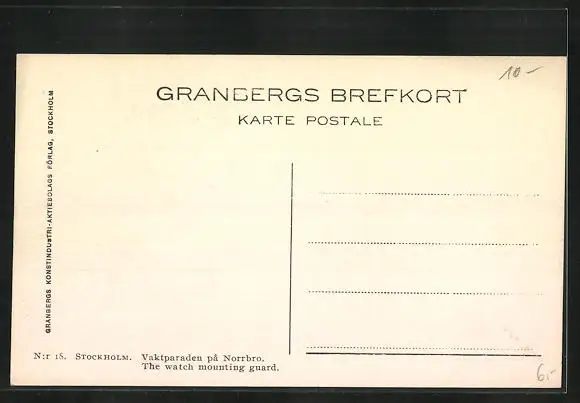 10-
GRANBERGS BREFKORT
KARTE POSTALE
GRANBERGS KONSTINDUSTRI-AKTIEBOLAGS FÖRLAG, STOCKHOLM
N:r 18. STOCKHOLM. Vaktparaden på Norrbro.
The watch mounting guard.
6,-